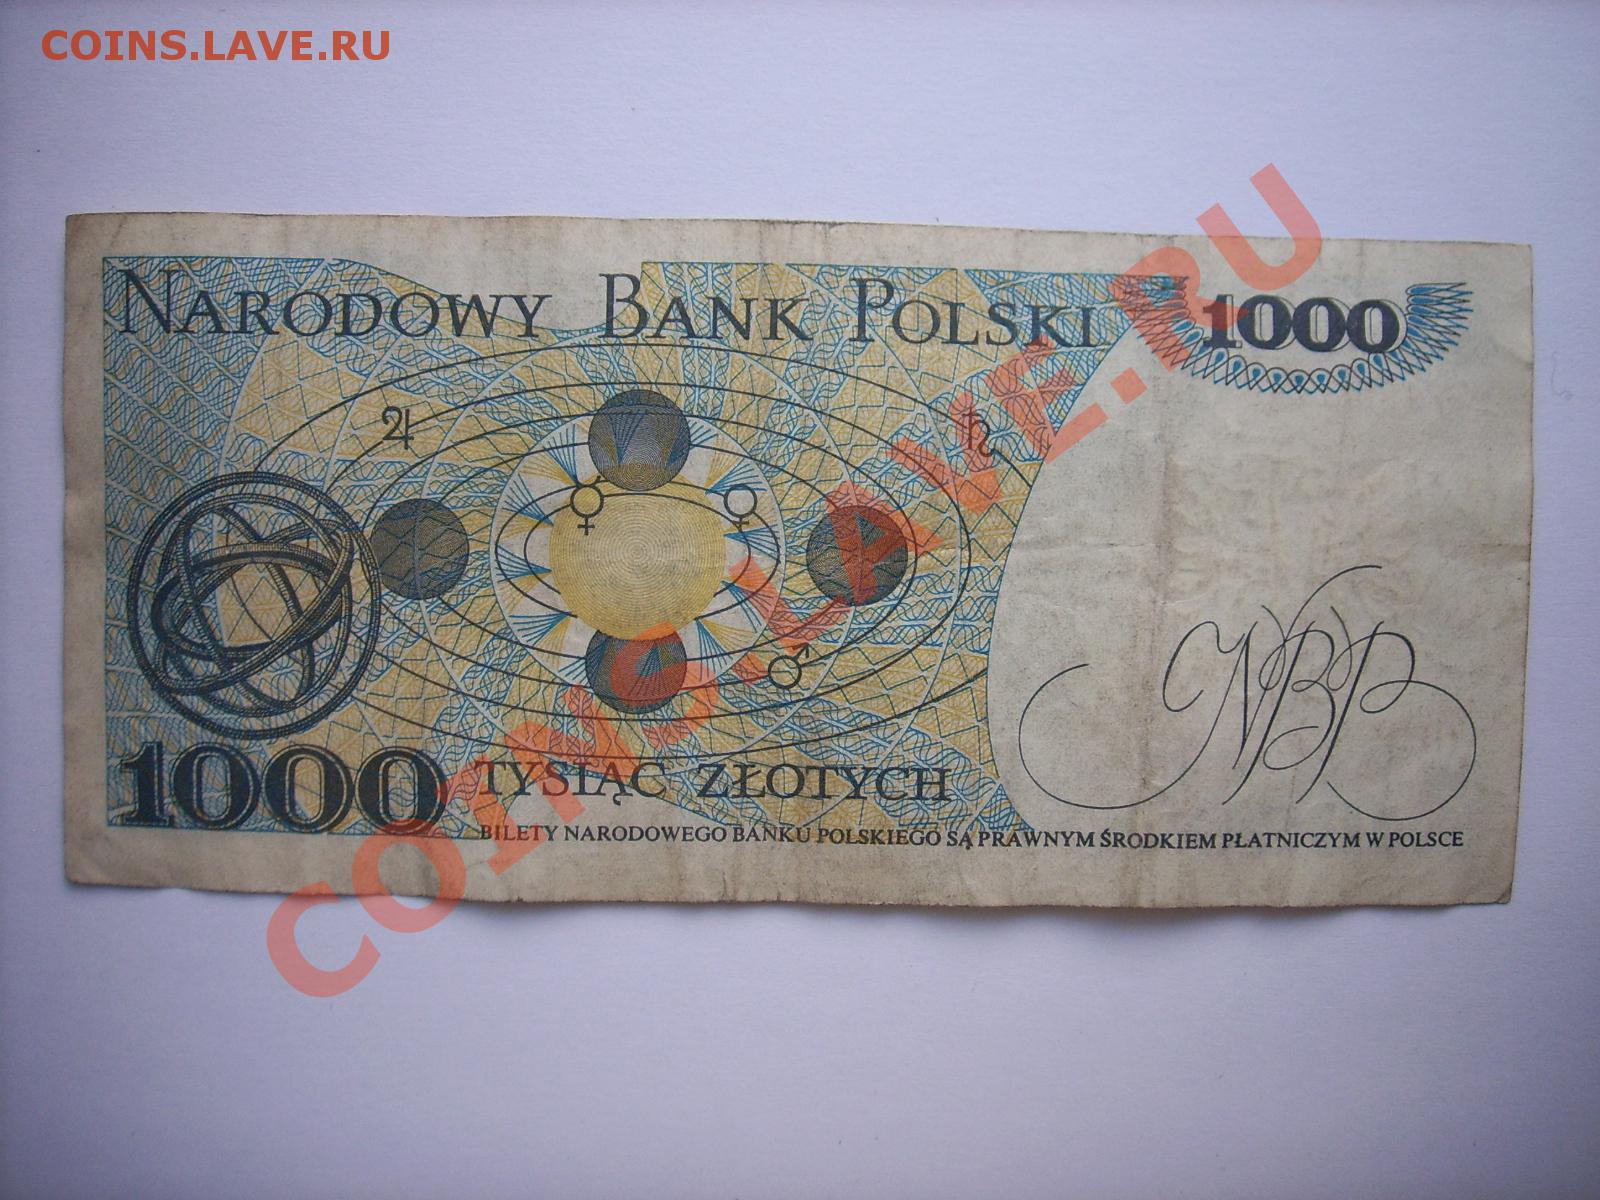 COINS.LAVE.RU
NARODOWY BANK POLSKI 1000
COINS.LAVE.RU
NBP
1000 TYSIĄC ZŁOTYCH
BILETY NARODOWEGO BANKU POLSKIEGO SĄ PRAWNYM ŚRODKIEM PŁATNICZYM W POLSCE